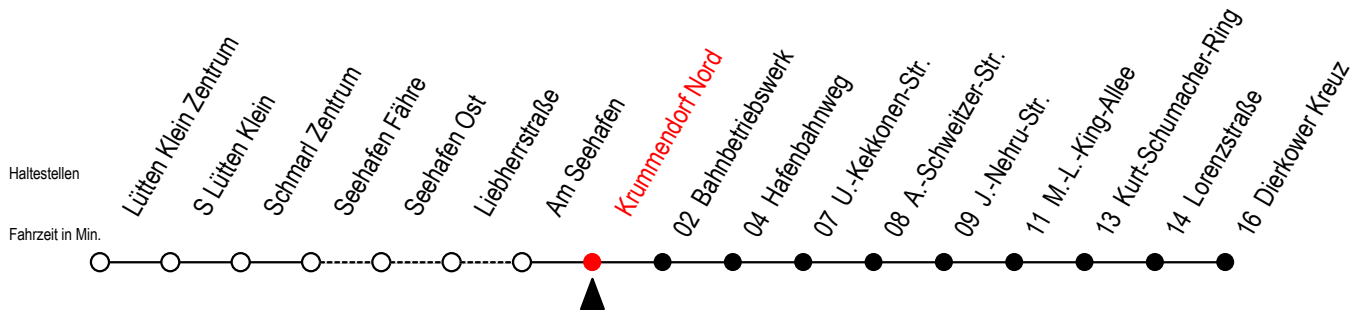 Haltestellen
Fahrzeit in Min.
Lütten Klein Zentrum
S Lütten Klein
Schmarl Zentrum
Seehafen Fähre
Seehafen Ost
Liebherrstraße
Am Seehafen
Krummendorf Nord
02 Bahnbetriebswerk
04 Hafenbahnweg
07 U.-Kekkonen-Str.
08 A.-Schweitzer-Str.
09 J.-Nehru-Str.
11 M.-L.-King-Allee
13 Kurt-Schumacher-Ring
14 Lorenzstraße
16 Dierkower Kreuz